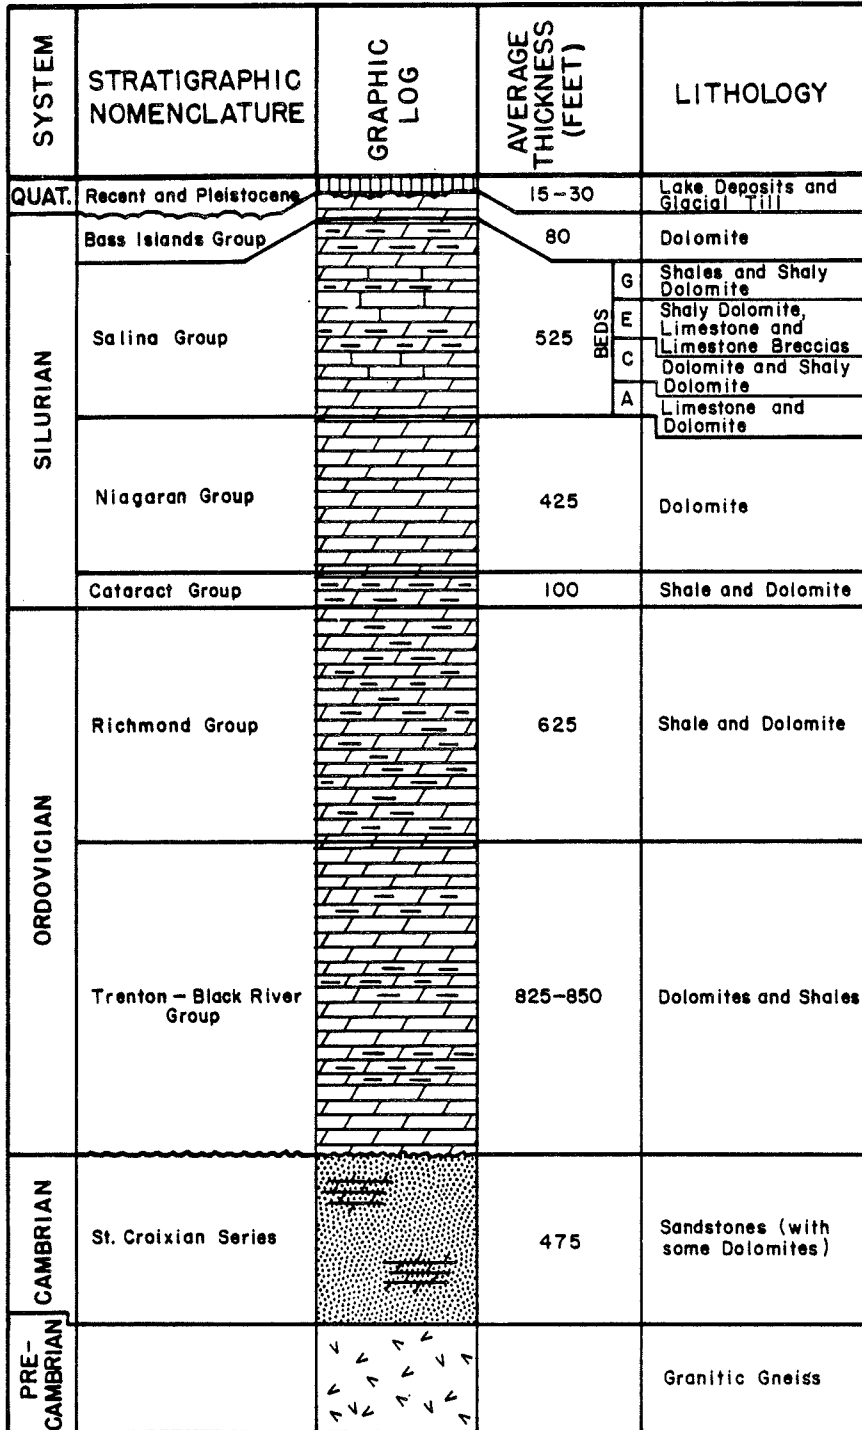 SYSTEM
STRATIGRAPHIC
NOMENCLATURE
GRAPHIC
LOG
AVERAGE
THICKNESS
(FEET)
LITHOLOGY
QUAT.
Recent and Pleistocene
15-30
Lake Deposits and
Glacial Till
SILURIAN
Bass Islands Group
80
Dolomite
Salina Group
525
BEDS
G
Shales and Shaly
Dolomite
E
Shaly Dolomite,
Limestone and
Limestone Breccias
C
Dolomite and Shaly
Dolomite
A
Limestone and
Dolomite
Niagaran Group
425
Dolomite
Cataract Group
100
Shale and Dolomite
ORDOVICIAN
Richmond Group
625
Shale and Dolomite
Trenton – Black River
Group
825-850
Dolomites and Shales
CAMBRIAN
St. Croixian Series
475
Sandstones (with
some Dolomites)
PRE-
CAMBRIAN
Granitic Gneiss